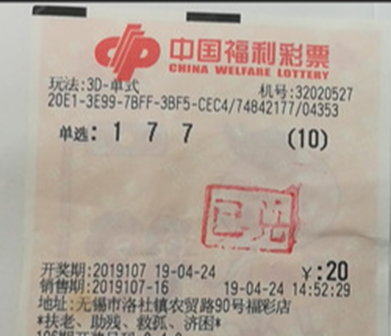 中国福利彩票
CHINA WELFARE LOTTERY
玩法:3D-单式 机号:32020527
20E1-3E99-7BFF-3BF5-CEC4/74842177/04353
单选: 1 7 7 (10)
开奖期:2019107 19-04-24 ¥:20
销售期:2019107-16 19-04-24 14:52:29
地址:无锡市洛社镇农贸路90号福彩店
*扶老、助残、救孤、济困*